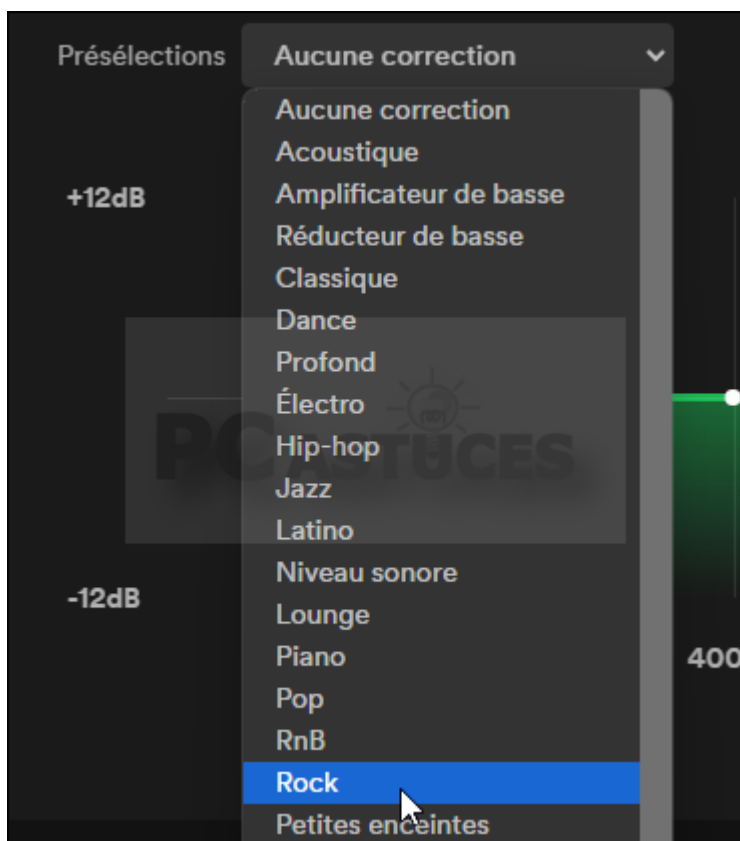 Présélections Aucune correction
Aucune correction
Acoustique
+12dB
Amplificateur de basse
Réducteur de basse
Classique
Dance
Profond
Électro
Hip-hop
PC ASTUCES
Jazz
Latino
Niveau sonore
-12dB
Lounge
Piano
400
Pop
RnB
Rock
Petites enceintes